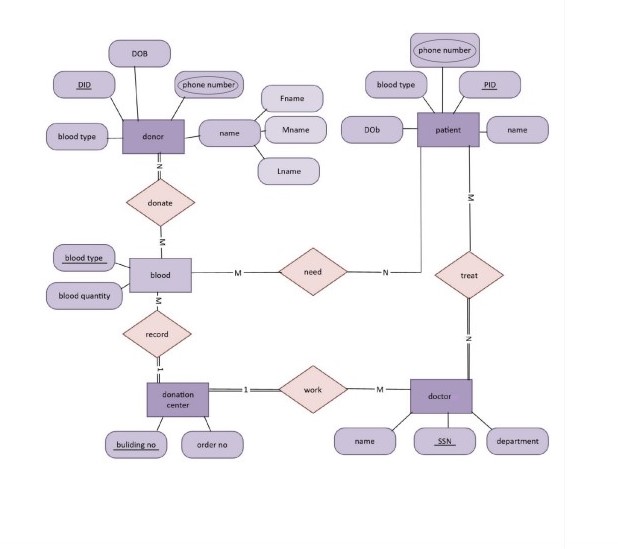 phone number
DOB
DID
phone number
blood type
PID
Fname
blood type
donor
name
Mname
DOb
patient
name
Lname
N
donate
M
M
blood type
blood
M
need
N
treat
blood quantity
M
record
N
1
donation
center
1
work
M
doctor
buliding no
order no
name
SSN
department